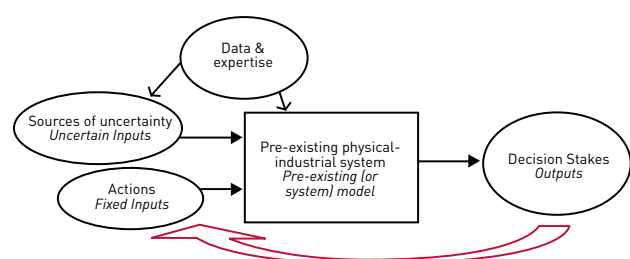 Data &
expertise
Sources of uncertainty
Uncertain Inputs
Pre-existing physical-
industrial system
Pre-existing (or
system) model
Actions
Fixed Inputs
Decision Stakes
Outputs